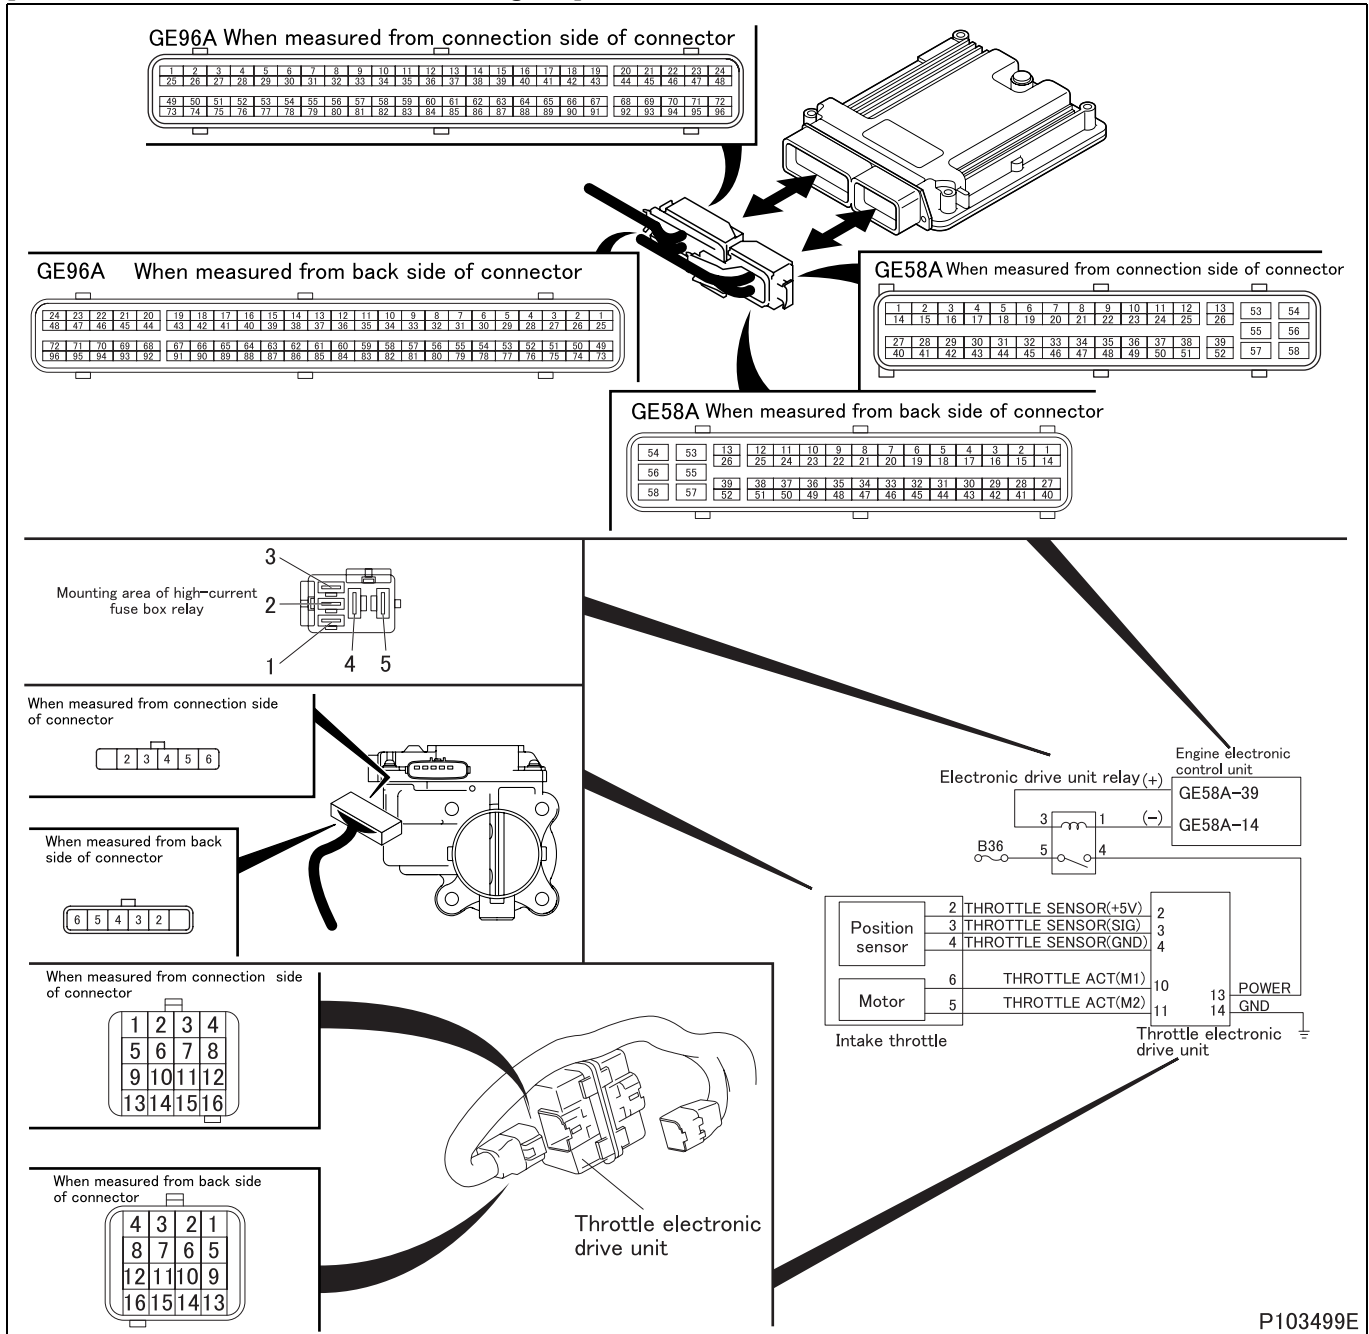 GE96A When measured from connection side of connector
1 2 3 4 5 6 7 8 9 10 11 12 13 14 15 16 17 18 19 20 21 22 23 24
25 26 27 28 29 30 31 32 33 34 35 36 37 38 39 40 41 42 43 44 45 46 47 48
49 50 51 52 53 54 55 56 57 58 59 60 61 62 63 64 65 66 67 68 69 70 71 72
73 74 75 76 77 78 79 80 81 82 83 84 85 86 87 88 89 90 91 92 93 94 95 96
GE96A When measured from back side of connector
24 23 22 21 20 19 18 17 16 15 14 13 12 11 10 9 8 7 6 5 4 3 2 1
48 47 46 45 44 43 42 41 40 39 38 37 36 35 34 33 32 31 30 29 28 27 26 25
72 71 70 69 68 67 66 65 64 63 62 61 60 59 58 57 56 55 54 53 52 51 50 49
96 95 94 93 92 91 90 89 88 87 86 85 84 83 82 81 80 79 78 77 76 75 74 73
GE58A When measured from connection side of connector
1 2 3 4 5 6 7 8 9 10 11 12 13 53 54
14 15 16 17 18 19 20 21 22 23 24 25 26
55 56
27 28 29 30 31 32 33 34 35 36 37 38 39
40 41 42 43 44 45 46 47 48 49 50 51 52 57 58
GE58A When measured from back side of connector
54 53 13 12 11 10 9 8 7 6 5 4 3 2 1
26 25 24 23 22 21 20 19 18 17 16 15 14
56 55
39 38 37 36 35 34 33 32 31 30 29 28 27
58 57 52 51 50 49 48 47 46 45 44 43 42 41 40
Mounting area of high-current
fuse box relay
3
2
1 4 5
When measured from connection side
of connector
2 3 4 5 6
When measured from back
side of connector
6 5 4 3 2
Electronic drive unit relay
Engine electronic
control unit
(+)
GE58A-39
3 1
(-)
GE58A-14
B36
5 4
Position
sensor
2 THROTTLE SENSOR(+5V) 2
3 THROTTLE SENSOR(SIG) 3
4 THROTTLE SENSOR(GND) 4
Motor
6 THROTTLE ACT(M1) 10
5 THROTTLE ACT(M2) 11
13 POWER
14 GND
Intake throttle
Throttle electronic
drive unit
When measured from connection side
of connector
1 2 3 4
5 6 7 8
9 10 11 12
13 14 15 16
When measured from back side
of connector
4 3 2 1
8 7 6 5
12 11 10 9
16 15 14 13
Throttle electronic
drive unit
P103499E